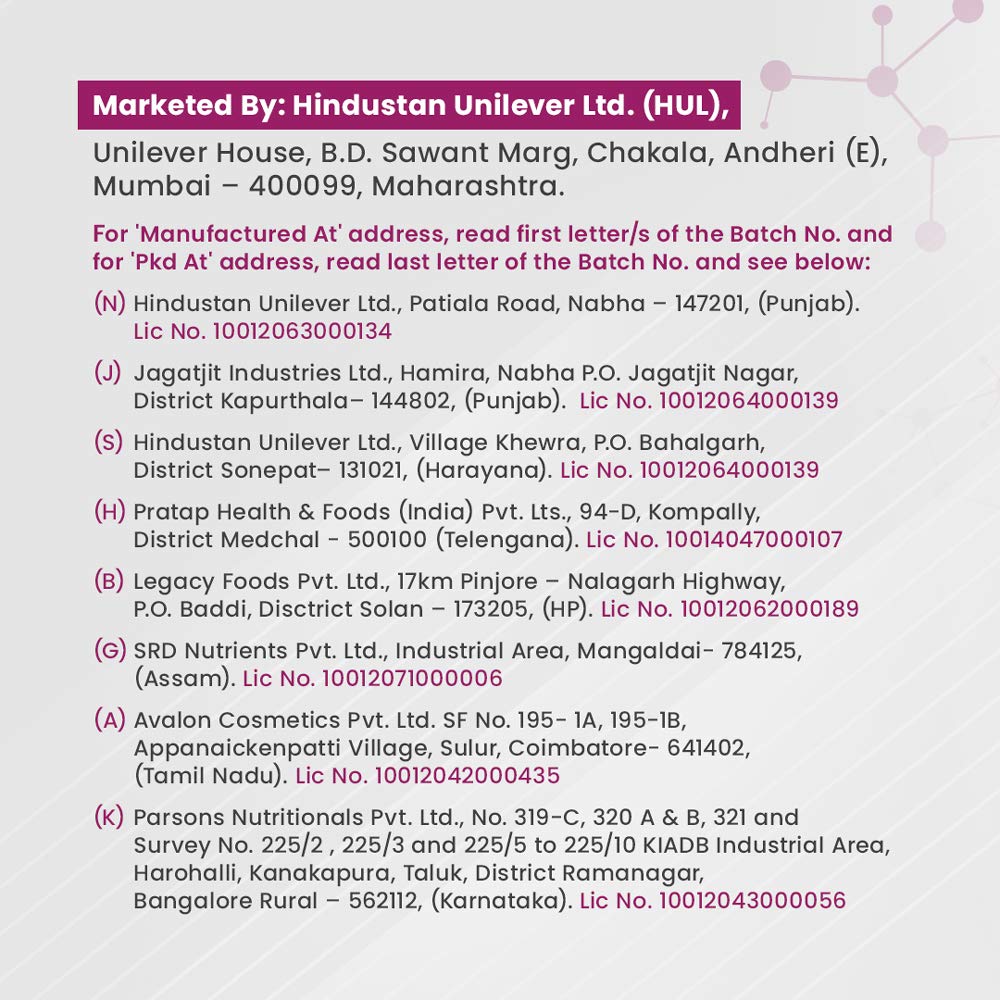 Marketed By: Hindustan Unilever Ltd. (HUL),
Unilever House, B.D. Sawant Marg, Chakala, Andheri (E),
Mumbai – 400099, Maharashtra.
For 'Manufactured At' address, read first letter/s of the Batch No. and
for 'Pkd At' address, read last letter of the Batch No. and see below:
(N) Hindustan Unilever Ltd., Patiala Road, Nabha – 147201, (Punjab).
Lic No. 10012063000134
(J) Jagatjit Industries Ltd., Hamira, Nabha P.O. Jagatjit Nagar,
District Kapurthala– 144802, (Punjab). Lic No. 10012064000139
(S) Hindustan Unilever Ltd., Village Khewra, P.O. Bahalgarh,
District Sonepat– 131021, (Harayana). Lic No. 10012064000139
(H) Pratap Health & Foods (India) Pvt. Lts., 94-D, Kompally,
District Medchal - 500100 (Telengana). Lic No. 10014047000107
(B) Legacy Foods Pvt. Ltd., 17km Pinjore – Nalagarh Highway,
P.O. Baddi, Disctrict Solan – 173205, (HP). Lic No. 10012062000189
(G) SRD Nutrients Pvt. Ltd., Industrial Area, Mangaldai- 784125,
(Assam). Lic No. 10012071000006
(A) Avalon Cosmetics Pvt. Ltd. SF No. 195- 1A, 195-1B,
Appanaickenpatti Village, Sulur, Coimbatore- 641402,
(Tamil Nadu). Lic No. 10012042000435
(K) Parsons Nutritionals Pvt. Ltd., No. 319-C, 320 A & B, 321 and
Survey No. 225/2 , 225/3 and 225/5 to 225/10 KIADB Industrial Area,
Harohalli, Kanakapura, Taluk, District Ramanagar,
Bangalore Rural – 562112, (Karnataka). Lic No. 10012043000056